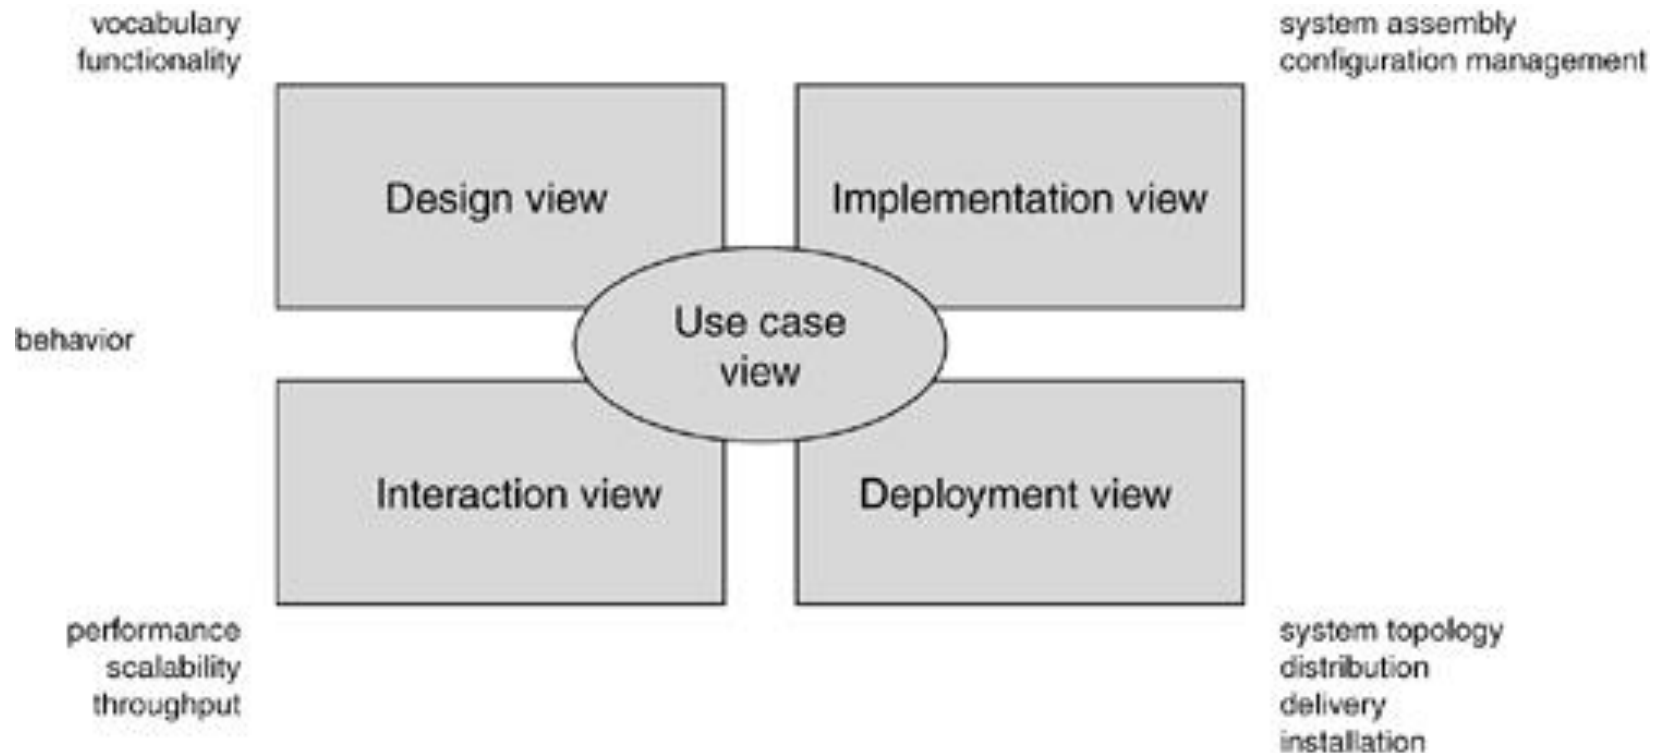 vocabulary
functionality
system assembly
configuration management
Design view
Implementation view
Use case
view
behavior
Interaction view
Deployment view
performance
scalability
throughput
system topology
distribution
delivery
installation